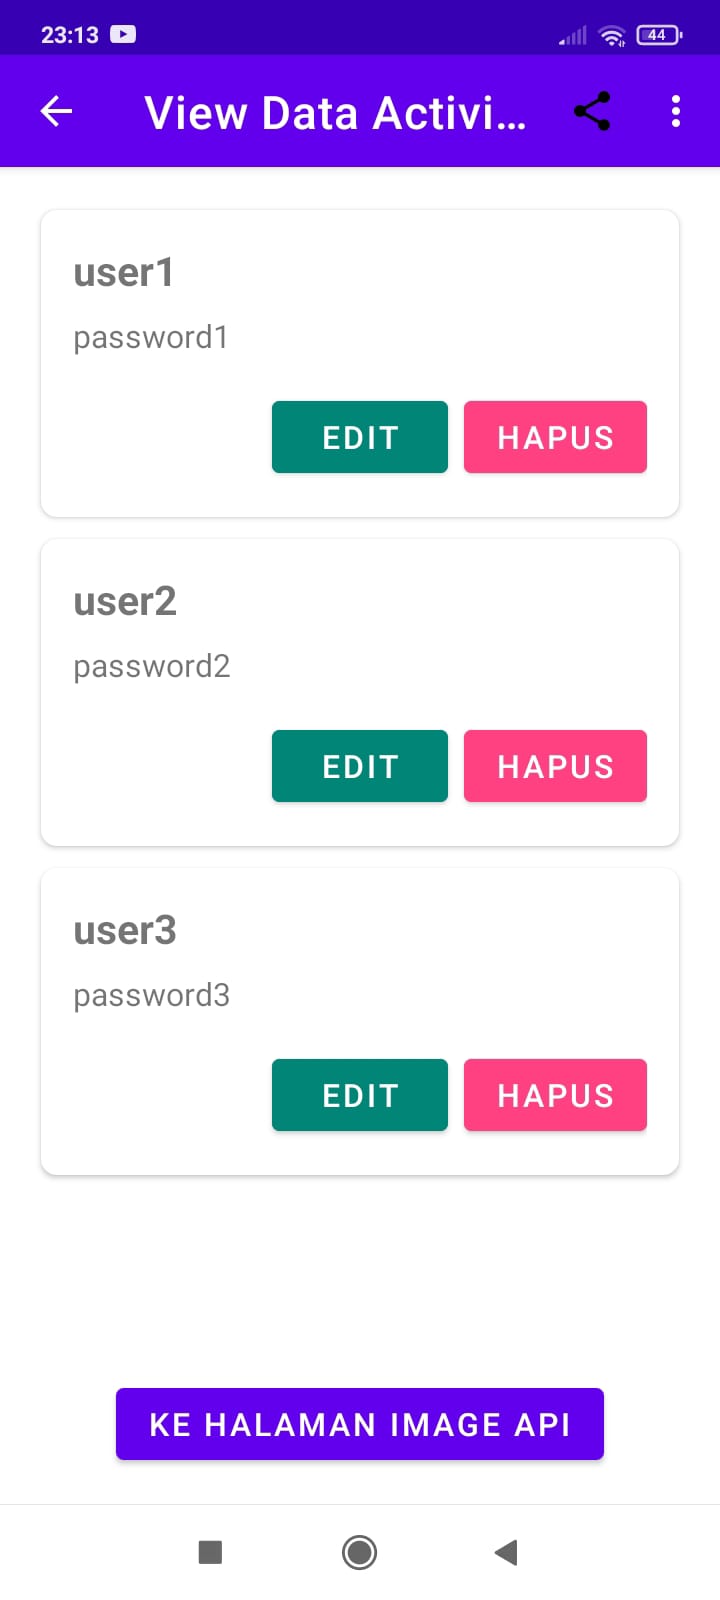 23:13
44
View Data Activi...
user1
password1
EDIT HAPUS
user2
password2
EDIT HAPUS
user3
password3
EDIT HAPUS
KE HALAMAN IMAGE API